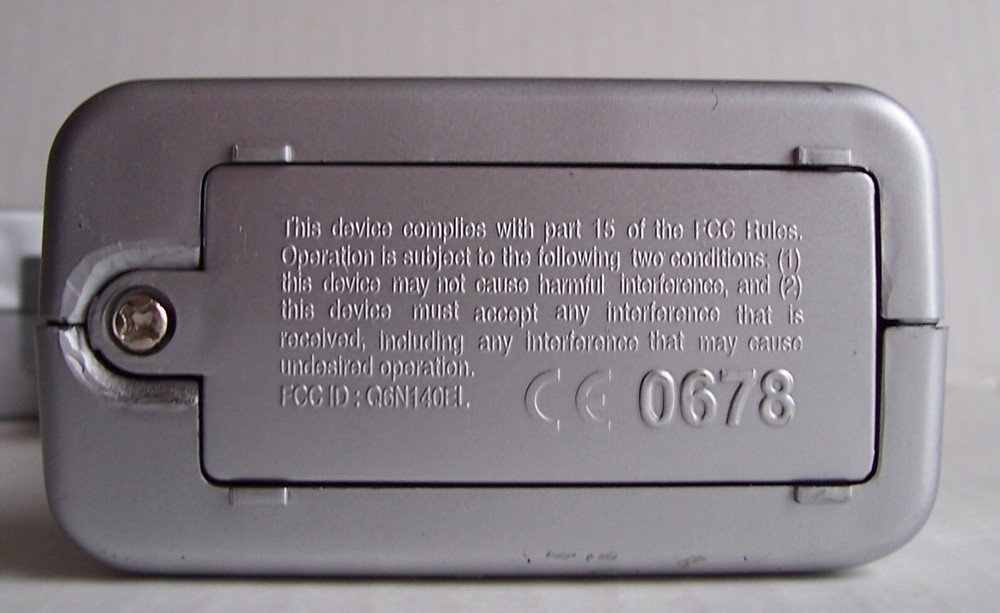 This device complies with part 15 of the FCC Rules.
Operation is subject to the following two conditions: (1)
this device may not cause harmful interference, and (2)
this device must accept any interference that is
received, including any interference that may cause
undesired operation.
FCC ID : Q6N140EL
CE 0678